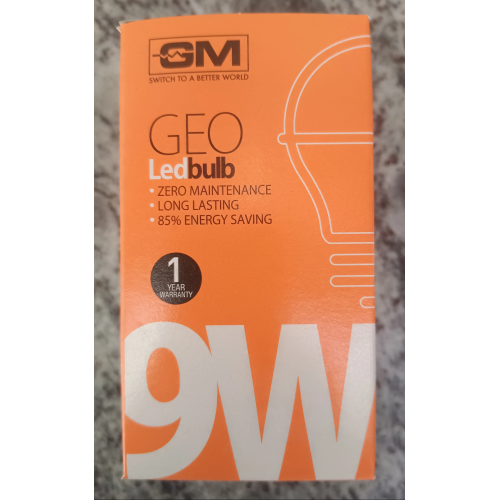 GM
SWITCH TO A BETTER WORLD
GEO
Ledbulb
• ZERO MAINTENANCE
• LONG LASTING
• 85% ENERGY SAVING
1
YEAR
WARRANTY
9W